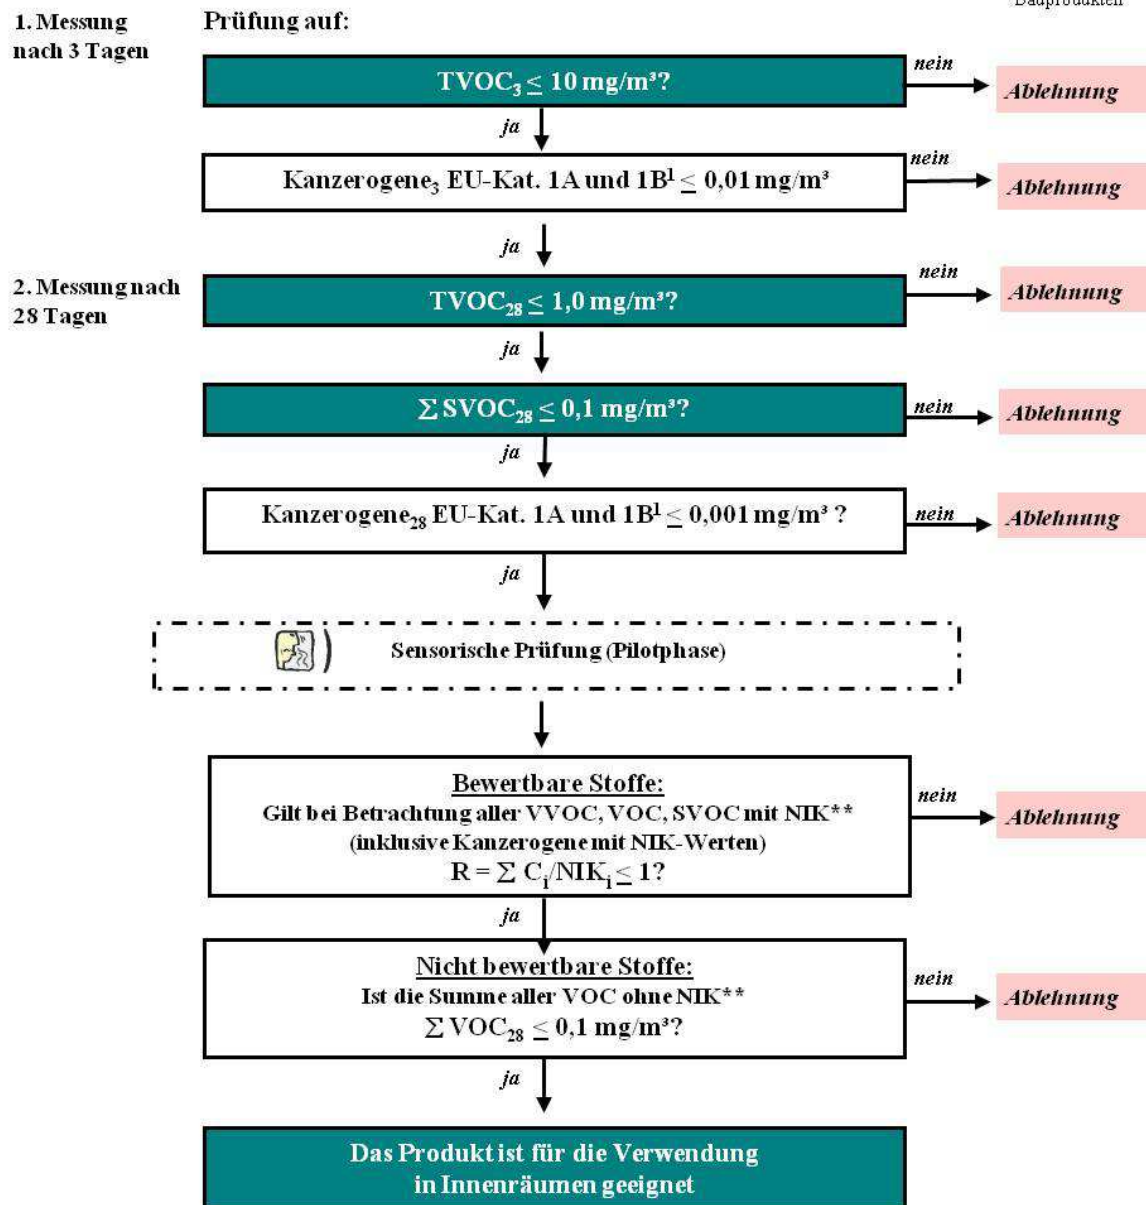 Bauprodukten
1. Messung
nach 3 Tagen
Prüfung auf:
TVOC₃ ≤ 10 mg/m³?
nein
Ablehnung
ja
Kanzerogene₃ EU-Kat. 1A und 1B¹ ≤ 0,01 mg/m³
nein
Ablehnung
ja
2. Messung nach
28 Tagen
TVOC₂₈ ≤ 1,0 mg/m³?
nein
Ablehnung
ja
Σ SVOC₂₈ ≤ 0,1 mg/m³?
nein
Ablehnung
ja
Kanzerogene₂₈ EU-Kat. 1A und 1B¹ ≤ 0,001 mg/m³ ?
nein
Ablehnung
ja
) Sensorische Prüfung (Pilotphase)
Bewertbare Stoffe:
Gilt bei Betrachtung aller VVOC, VOC, SVOC mit NIK**
(inklusive Kanzerogene mit NIK-Werten)
R = Σ Cᵢ/NIKᵢ ≤ 1?
nein
Ablehnung
ja
Nicht bewertbare Stoffe:
Ist die Summe aller VOC ohne NIK**
Σ VOC₂₈ ≤ 0,1 mg/m³?
nein
Ablehnung
ja
Das Produkt ist für die Verwendung
in Innenräumen geeignet